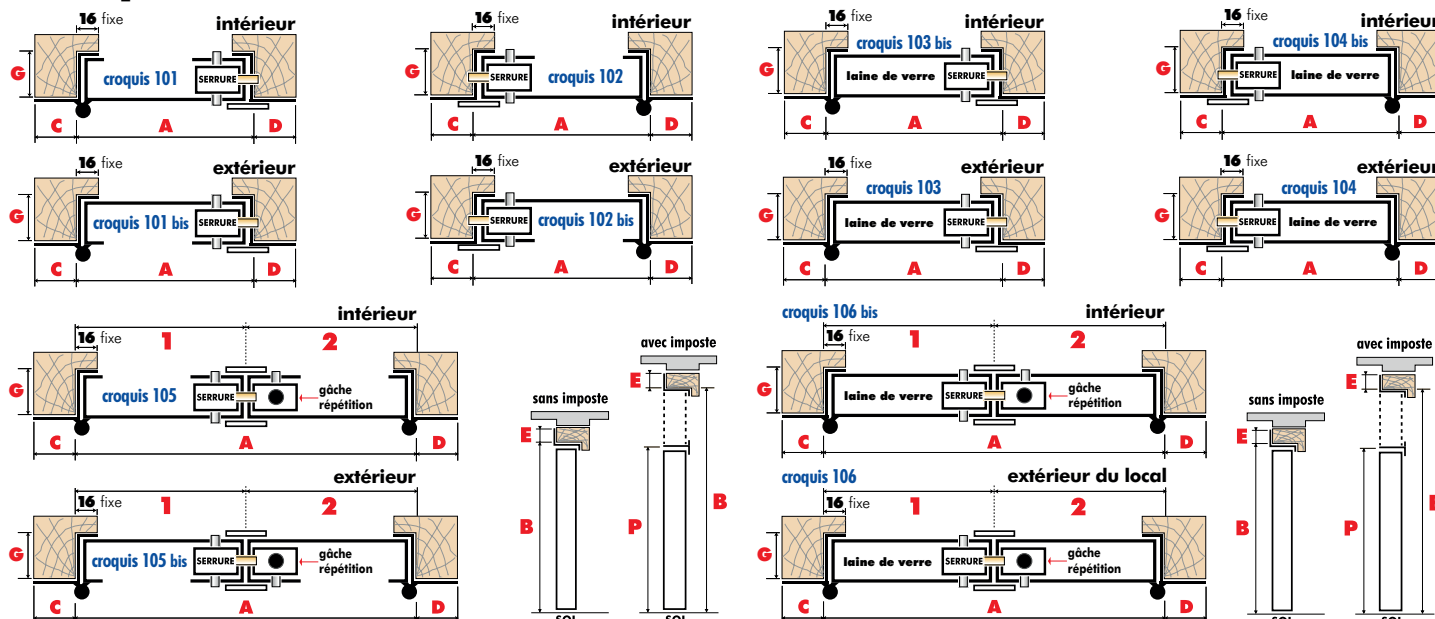 16 fixe
intérieur
G
croquis 101
SERRURE
C
A
D
16 fixe
intérieur
G
SERRURE
croquis 102
C
A
D
16 fixe
intérieur
croquis 103 bis
G
laine de verre
SERRURE
C
A
D
16 fixe
intérieur
croquis 104 bis
G
SERRURE
laine de verre
C
A
D
16 fixe
extérieur
G
croquis 101 bis
SERRURE
C
A
D
16 fixe
extérieur
G
SERRURE
croquis 102 bis
C
A
D
16 fixe
extérieur
croquis 103
G
laine de verre
SERRURE
C
A
D
16 fixe
extérieur
croquis 104
G
SERRURE
laine de verre
C
A
D
intérieur
16 fixe
1
2
G
croquis 105
SERRURE
gâche
répétition
C
A
D
extérieur
16 fixe
1
2
G
croquis 105 bis
SERRURE
gâche
répétition
C
A
D
sans imposte
E
B
SOL
avec imposte
E
P
B
SOL
croquis 106 bis
intérieur
16 fixe
1
2
G
laine de verre
SERRURE
gâche
répétition
C
A
D
croquis 106
extérieur du local
16 fixe
1
2
G
laine de verre
SERRURE
gâche
répétition
C
A
D
sans imposte
E
B
SOL
avec imposte
E
P
SOL